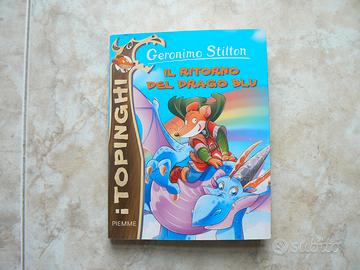 Geronimo Stilton
IL RITORNO
DEL DRAGO BLU
i TOPINGHI
PIEMME
subito